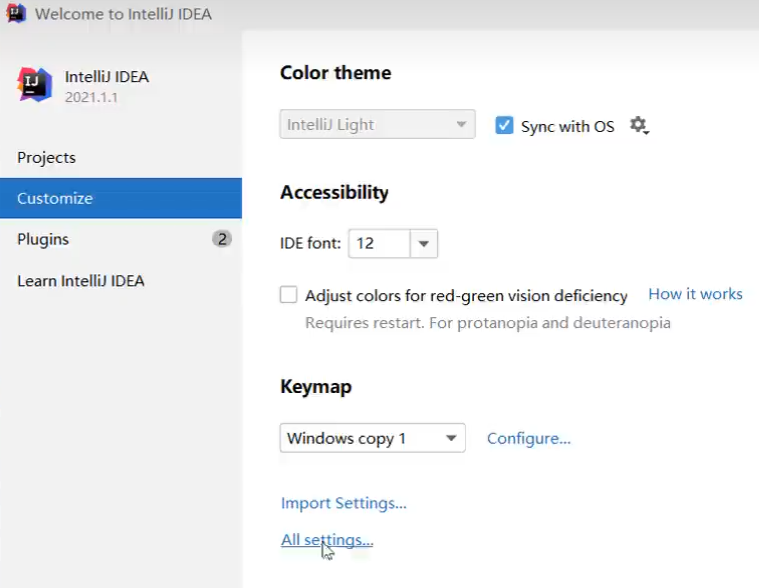 Welcome to IntelliJ IDEA
IntelliJ IDEA
2021.1.1
Projects
Customize
Plugins 2
Learn IntelliJ IDEA
Color theme
IntelliJ Light
Sync with OS
Accessibility
IDE font: 12
Adjust colors for red-green vision deficiency How it works
Requires restart. For protanopia and deuteranopia
Keymap
Windows copy 1 Configure...
Import Settings...
All settings...